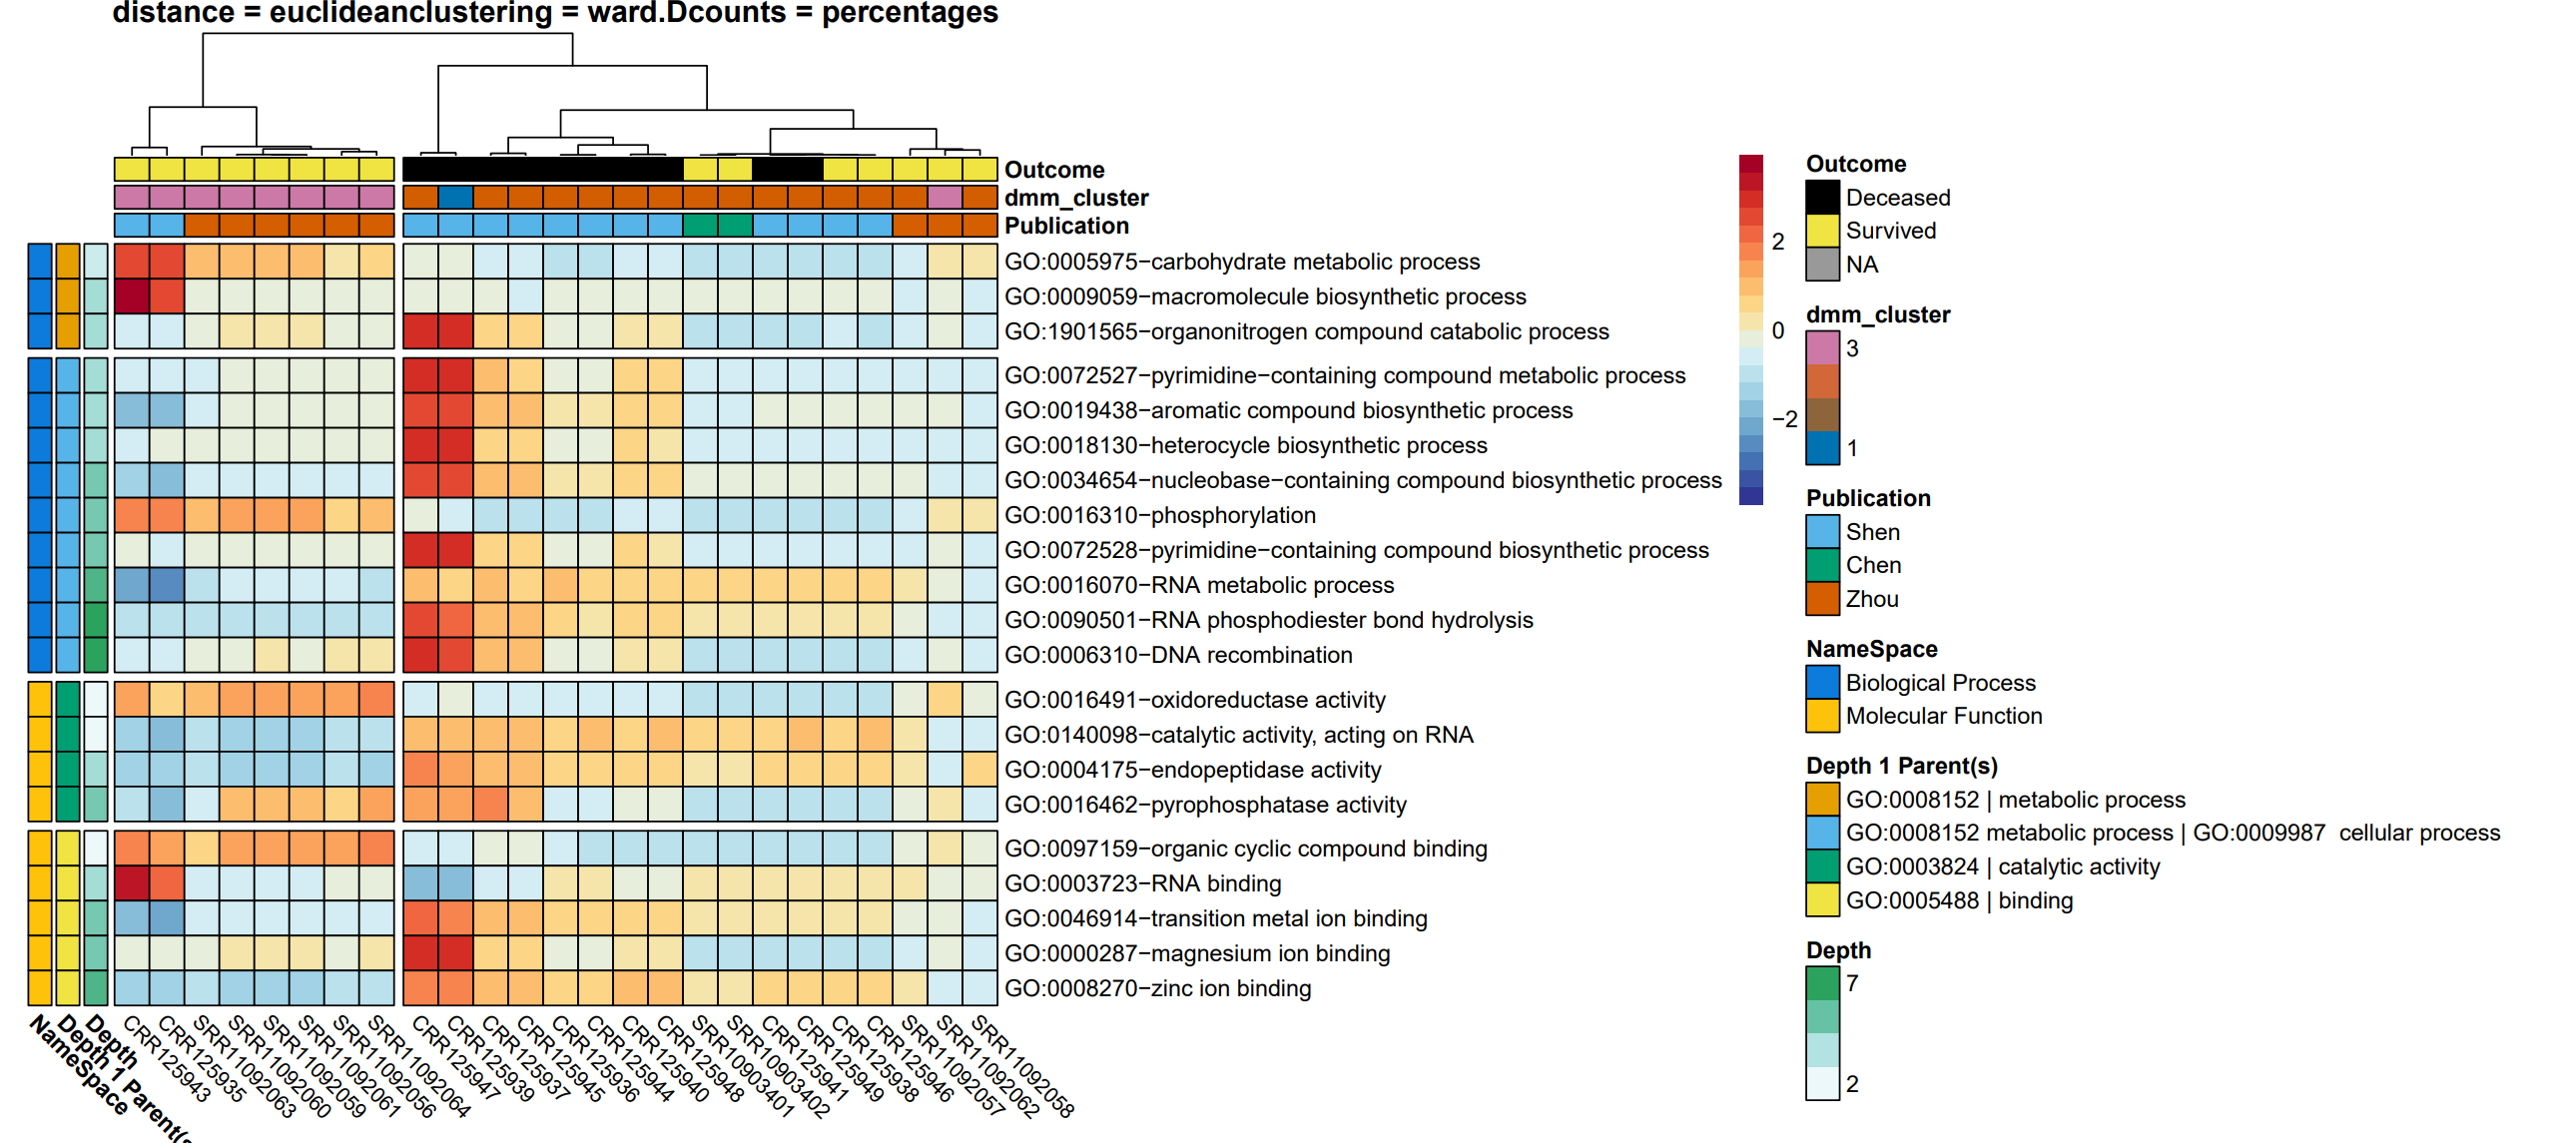 distance = euclideanclustering = ward.Dcounts = percentages
Outcome
dmm_cluster
Publication
GO:0005975−carbohydrate metabolic process
GO:0009059−macromolecule biosynthetic process
GO:1901565−organonitrogen compound catabolic process
GO:0072527−pyrimidine−containing compound metabolic process
GO:0019438−aromatic compound biosynthetic process
GO:0018130−heterocycle biosynthetic process
GO:0034654−nucleobase−containing compound biosynthetic process
GO:0016310−phosphorylation
GO:0072528−pyrimidine−containing compound biosynthetic process
GO:0016070−RNA metabolic process
GO:0090501−RNA phosphodiester bond hydrolysis
GO:0006310−DNA recombination
GO:0016491−oxidoreductase activity
GO:0140098−catalytic activity, acting on RNA
GO:0004175−endopeptidase activity
GO:0016462−pyrophosphatase activity
GO:0097159−organic cyclic compound binding
GO:0003723−RNA binding
GO:0046914−transition metal ion binding
GO:0000287−magnesium ion binding
GO:0008270−zinc ion binding
NameSpace
Depth 1 Parent(s
Depth
CRR125943
CRR125935
SRR11092063
SRR11092060
SRR11092059
SRR11092061
SRR11092056
SRR11092064
CRR125947
CRR125939
CRR125937
CRR125945
CRR125936
CRR125944
CRR125940
CRR125948
SRR10903401
SRR10903402
CRR125941
CRR125949
CRR125938
CRR125946
SRR11092057
SRR11092062
SRR11092058
2
0
−2
Outcome
Deceased
Survived
NA
dmm_cluster
3
1
Publication
Shen
Chen
Zhou
NameSpace
Biological Process
Molecular Function
Depth 1 Parent(s)
GO:0008152 | metabolic process
GO:0008152 metabolic process | GO:0009987 cellular process
GO:0003824 | catalytic activity
GO:0005488 | binding
Depth
7
2